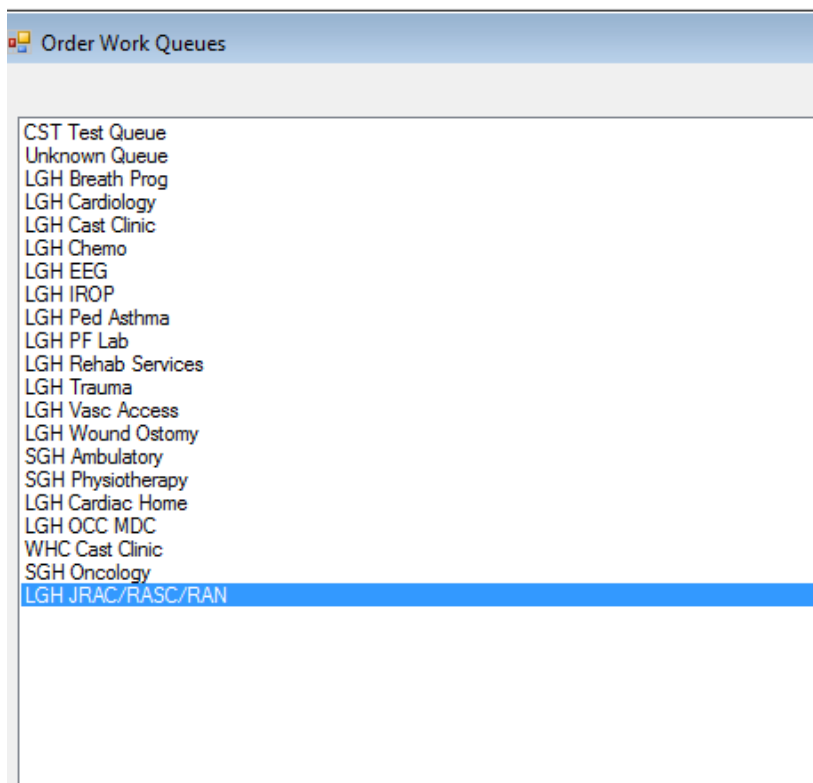 Order Work Queues
CST Test Queue
Unknown Queue
LGH Breath Prog
LGH Cardiology
LGH Cast Clinic
LGH Chemo
LGH EEG
LGH IROP
LGH Ped Asthma
LGH PF Lab
LGH Rehab Services
LGH Trauma
LGH Vasc Access
LGH Wound Ostomy
SGH Ambulatory
SGH Physiotherapy
LGH Cardiac Home
LGH OCC MDC
WHC Cast Clinic
SGH Oncology
LGH JRAC/RASC/RAN